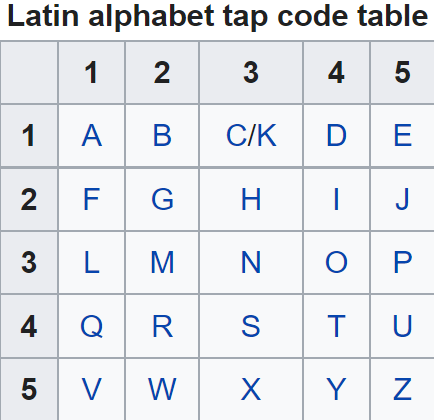 Latin alphabet tap code table
1 2 3 4 5
1 A B C/K D E
2 F G H I J
3 L M N O P
4 Q R S T U
5 V W X Y Z